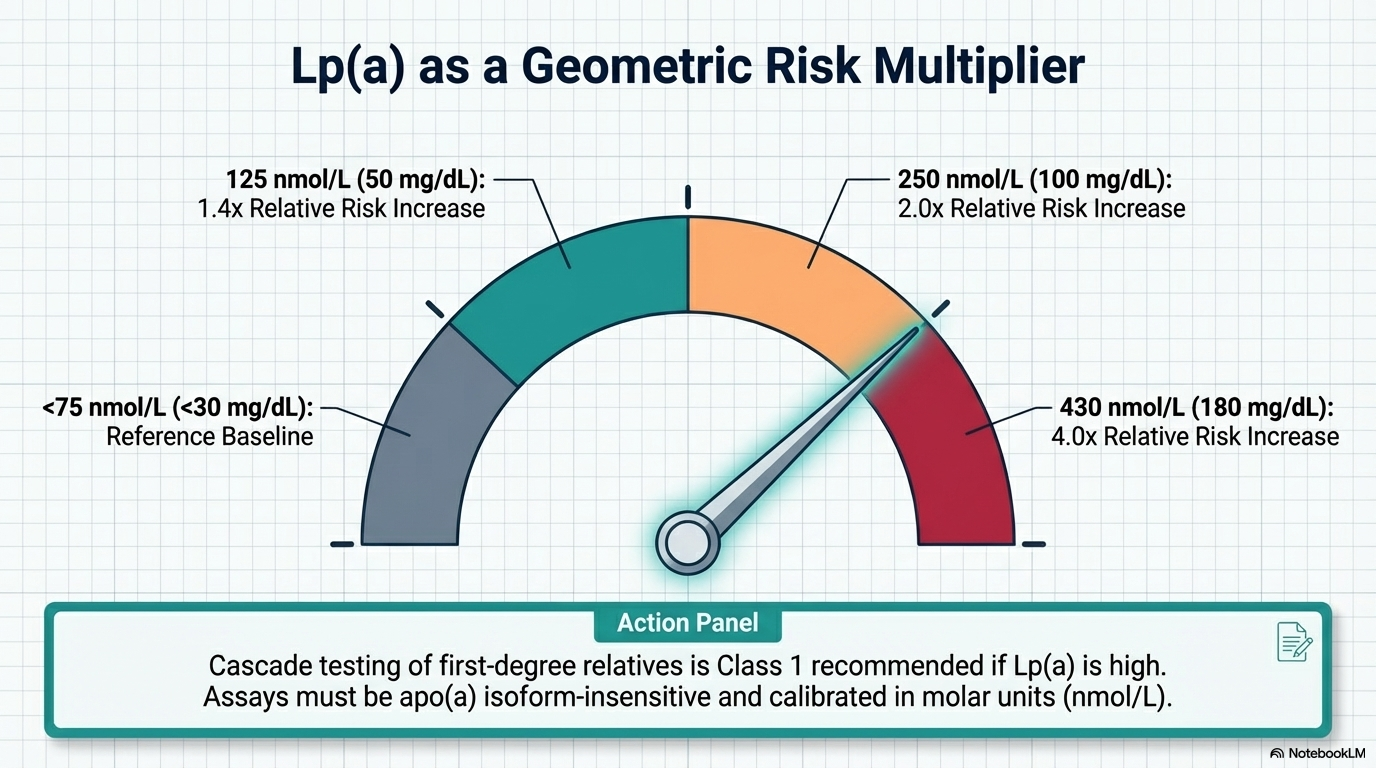 Lp(a) as a Geometric Risk Multiplier
125 nmol/L (50 mg/dL):
1.4x Relative Risk Increase
250 nmol/L (100 mg/dL):
2.0x Relative Risk Increase
<75 nmol/L (<30 mg/dL):
Reference Baseline
430 nmol/L (180 mg/dL):
4.0x Relative Risk Increase
Action Panel
Cascade testing of first-degree relatives is Class 1 recommended if Lp(a) is high.
Assays must be apo(a) isoform-insensitive and calibrated in molar units (nmol/L).
NotebookLM